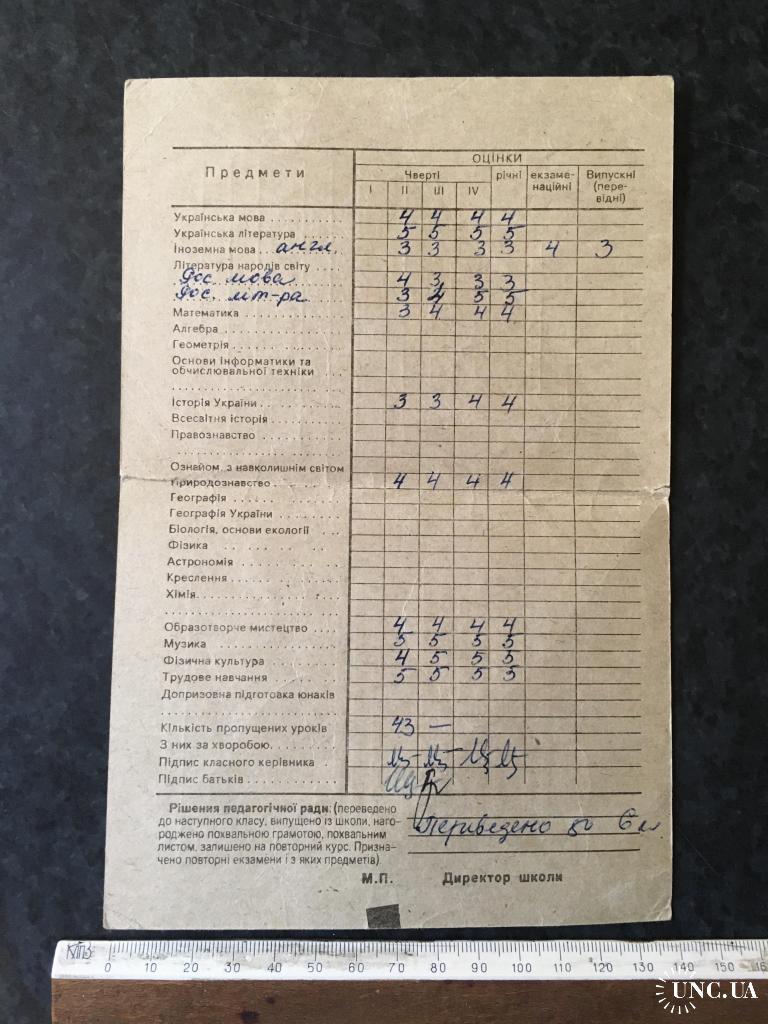 ОЦІНКИ
Предмети
Чверті
річні
екзаме-
наційні
Випускні
(пере-
відні)
I II III IV
Українська мова 4 4 4 4
Українська література 5 5 5 5
Іноземна мова англ. 3 3 3 3 4 3
Література народів світу
Рос. мова 4 3 3 3
Рос. літ-ра 3 4 5 5
Математика 3 4 4 4
Алгебра
Геометрія
Основи інформатики та
обчислювальної техніки
Історія України 3 3 4 4
Всесвітня історія
Правознавство
Ознайом. з навколишнім світом
Природознавство 4 4 4 4
Географія
Географія України
Біологія, основи екології
Фізика
Астрономія
Креслення
Хімія
Образотворче мистецтво 4 4 4 4
Музика 5 5 5 5
Фізична культура 4 5 5 5
Трудове навчання 5 5 5 5
Допризовна підготовка юнаків
Кількість пропущених уроків 43 —
З них за хворобою
Підпис класного керівника
Підпис батьків
Рішення педагогічної ради: (переведено
до наступного класу, випущено із школи, наго-
роджено похвальною грамотою, похвальним
листом, залишено на повторний курс. Призна-
чено повторні екзамени і з яких предметів).
Переведено до 6 кл
М.П. Директор школи
0 10 20 30 40 50 60 70 80 90 100 110 120 130 140 150
UNC.UA